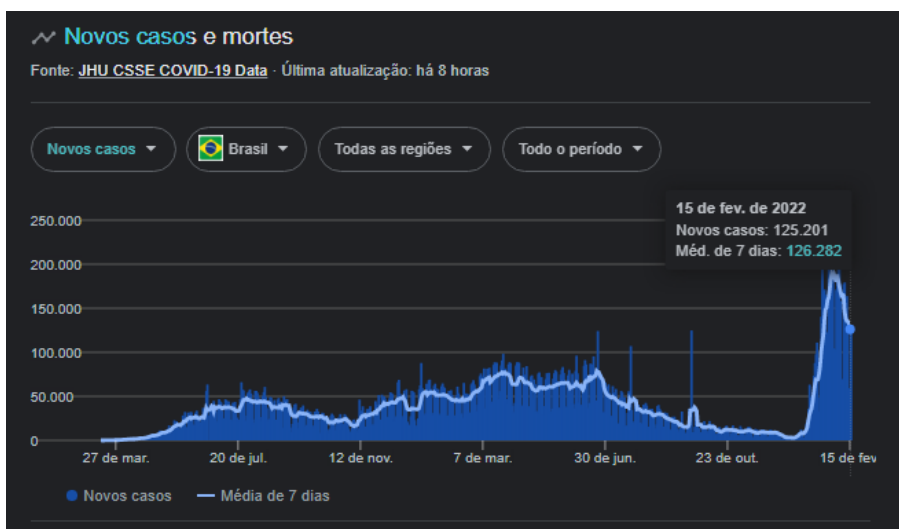 Novos casos e mortes
Fonte: JHU CSSE COVID-19 Data · Última atualização: há 8 horas
Novos casos
Brasil
Todas as regiões
Todo o período
15 de fev. de 2022
Novos casos: 125.201
Méd. de 7 dias: 126.282
250.000
200.000
150.000
100.000
50.000
0
27 de mar. 20 de jul. 12 de nov. 7 de mar. 30 de jun. 23 de out. 15 de fev
Novos casos
Média de 7 dias